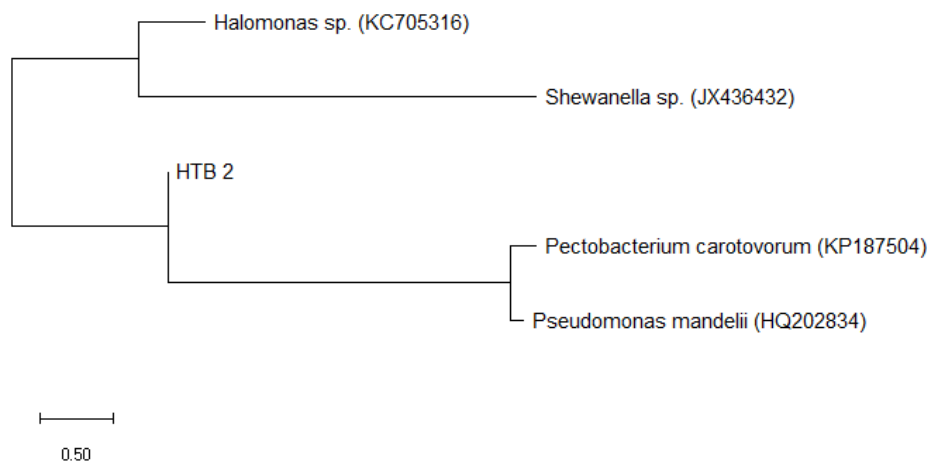 Halomonas sp. (KC705316)
Shewanella sp. (JX436432)
HTB 2
Pectobacterium carotovorum (KP187504)
Pseudomonas mandelii (HQ202834)
0.50